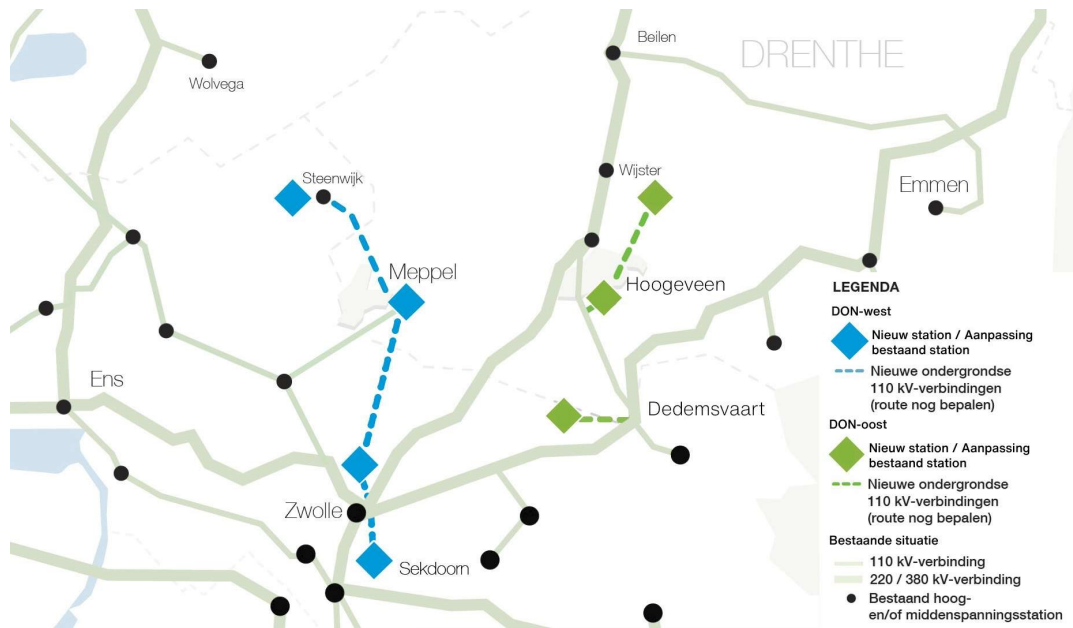 Beilen
DRENTHE
Wolvega
Steenwijk
Wijster
Emmen
Meppel
Hoogeveen
Ens
Dedemsvaart
Zwolle
Sekdoorn
LEGENDA
DON-west
Nieuw station / Aanpassing
bestaand station
Nieuwe ondergrondse
110 kV-verbindingen
(route nog bepalen)
DON-oost
Nieuw station / Aanpassing
bestaand station
Nieuwe ondergrondse
110 kV-verbindingen
(route nog bepalen)
Bestaande situatie
110 kV-verbinding
220 / 380 kV-verbinding
Bestaand hoog-
en/of middenspanningsstation